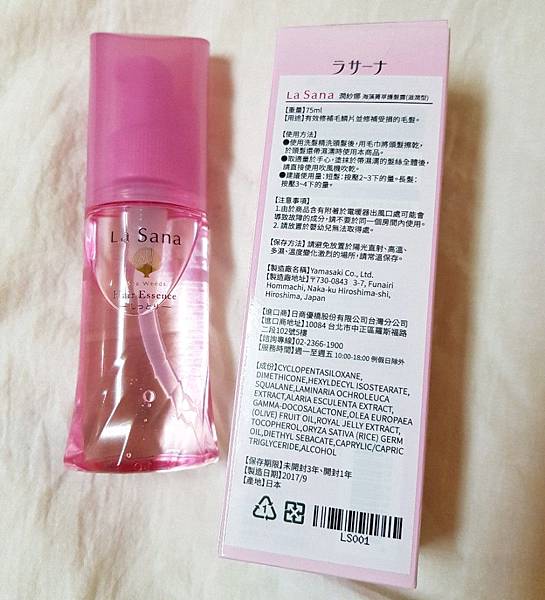 La Sana
Sea Weeds
Hair Essence
しっとり
ラサーナ
La Sana 潤紗娜 海藻菁萃護髮露(滋潤型)
【重量】75ml
【用途】有效修補毛鱗片並修補受損的毛髮。
【使用方法】
●使用洗髮精洗頭髮後,用毛巾將頭髮擦乾,
於頭髮還帶濕濡時使用本商品。
●取適量於手心,塗抹於帶濕濡的髮絲全體後,
請直接使用吹風機吹乾。
●建議使用量:短髮:按壓2~3下的量。長髮:
按壓3~4下的量。
【注意事項】
1.由於商品含有附著於電暖器出風口處可能會
導致故障的成分,請不要於同一個房間內使用。
2.請放置於嬰幼兒無法取得處。
【保存方法】請避免放置於陽光直射、高溫、
多濕、溫度變化激烈的場所,請常溫保存。
【製造廠名稱】Yamasaki Co., Ltd.
【製造廠地址】〒730-0843 3-7, Funairi
Hommachi, Naka-ku Hiroshima-shi,
Hiroshima, Japan
【進口商】日商優橋股份有限公司台灣分公司
【進口商地址】10084 台北市中正區羅斯福路
二段102號5樓
【諮詢專線】02-2366-1900
【服務時間】週一至週五 10:00-18:00 例假日除外
【成份】CYCLOPENTASILOXANE,
DIMETHICONE,HEXYLDECYL ISOSTEARATE,
SQUALANE,LAMINARIA OCHROLEUCA
EXTRACT,ALARIA ESCULENTA EXTRACT,
GAMMA-DOCOSALACTONE,OLEA EUROPAEA
(OLIVE) FRUIT OIL,ROYAL JELLY EXTRACT,
TOCOPHEROL,ORYZA SATIVA (RICE) GERM
OIL,DIETHYL SEBACATE,CAPRYLIC/CAPRIC
TRIGLYCERIDE,ALCOHOL
【保存期限】未開封3年、開封1年
【製造日期】2017/9
【產地】日本
LS001